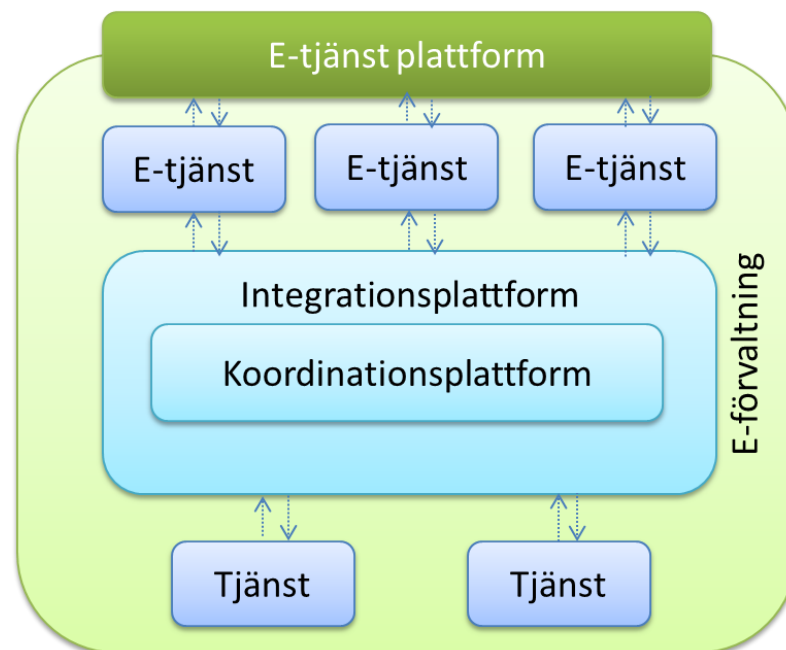 E-tjänst plattform
E-tjänst
E-tjänst
E-tjänst
Integrationsplattform
Koordinationsplattform
E-förvaltning
Tjänst
Tjänst